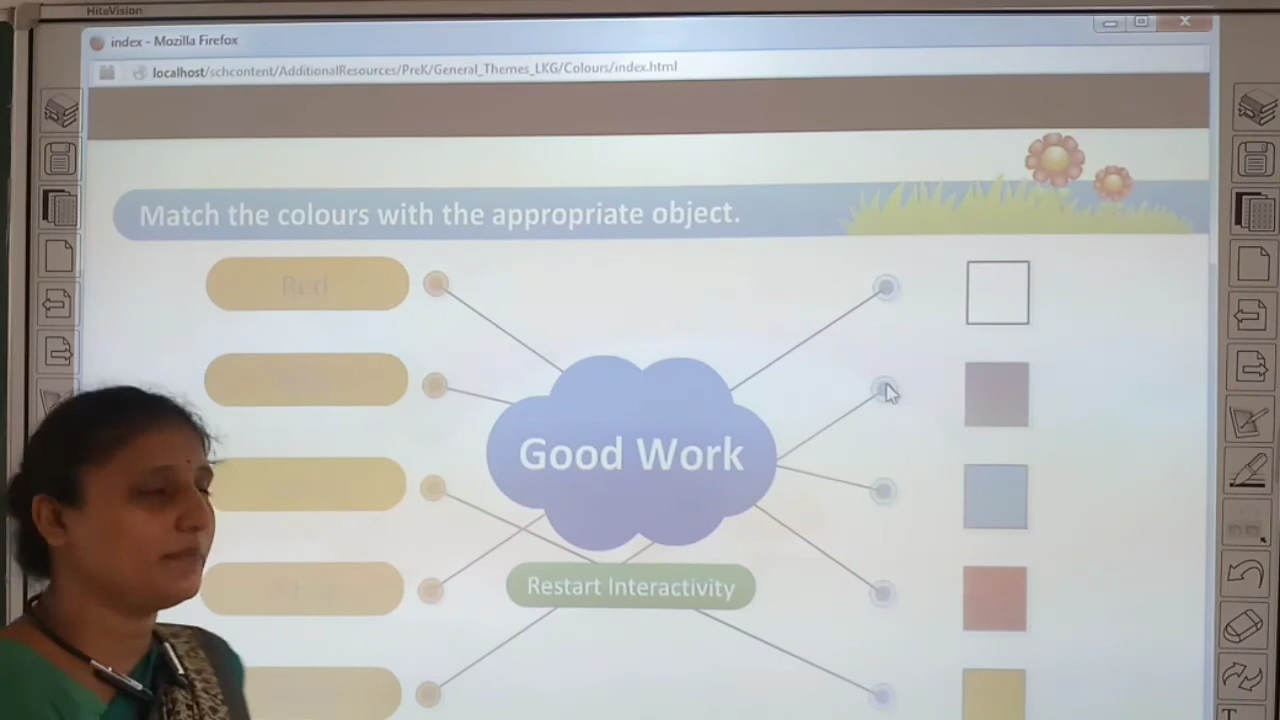 HiteVision
index - Mozilla Firefox
localhost/schcontent/AdditionalResources/PreK/General_Themes_LKG/Colours/index.html
Match the colours with the appropriate object.
Red
Good Work
Restart Interactivity